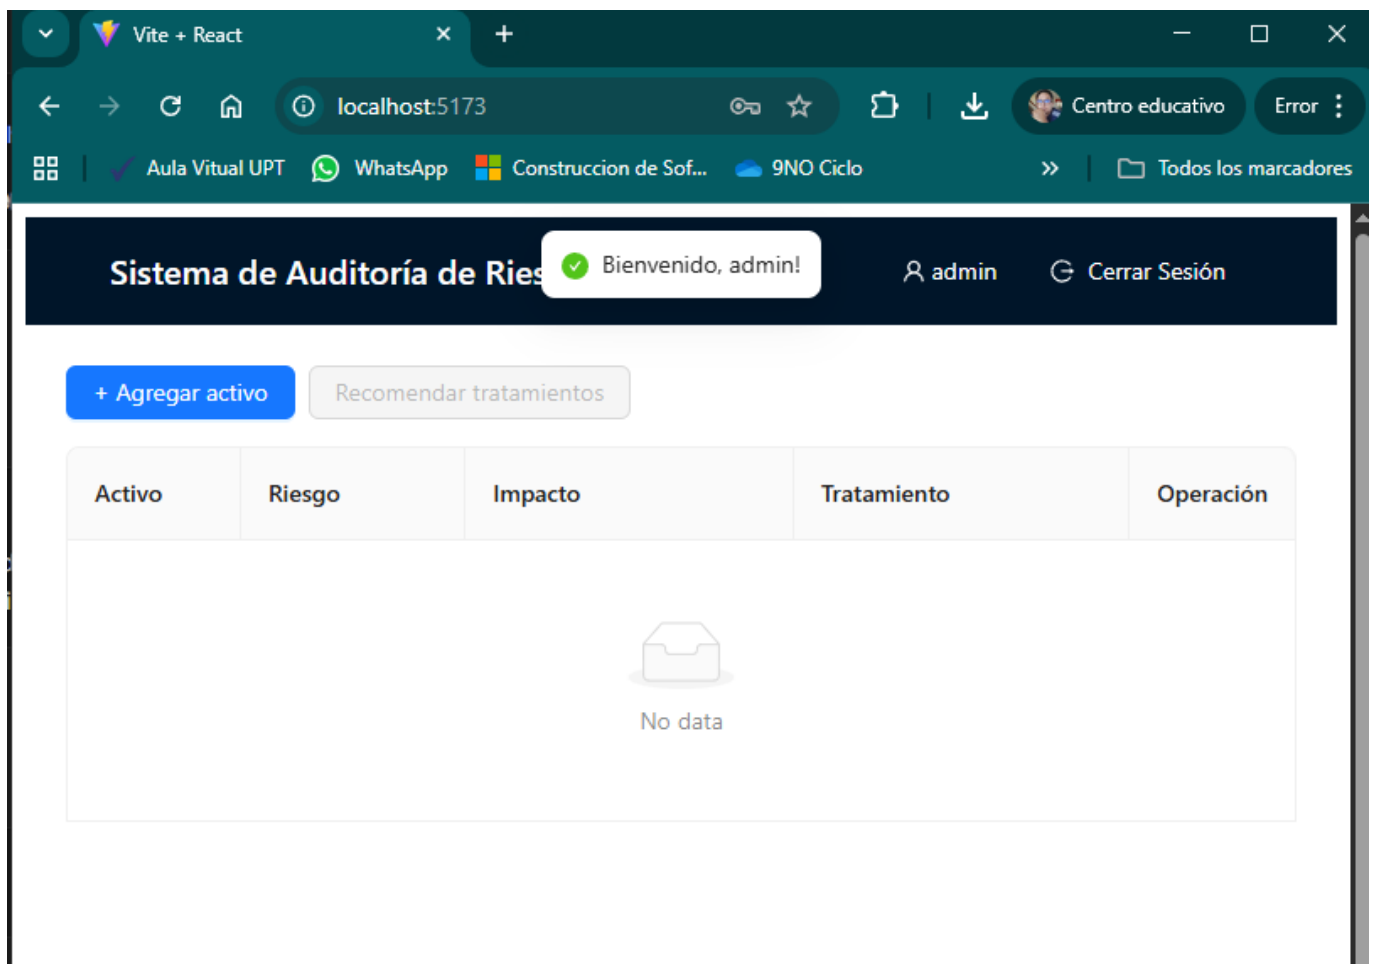 Vite + React
localhost:5173
Centro educativo
Error
Aula Vitual UPT
WhatsApp
Construccion de Sof...
9NO Ciclo
Todos los marcadores
Sistema de Auditoría de Ries
Bienvenido, admin!
admin
Cerrar Sesión
+ Agregar activo
Recomendar tratamientos
Activo
Riesgo
Impacto
Tratamiento
Operación
No data